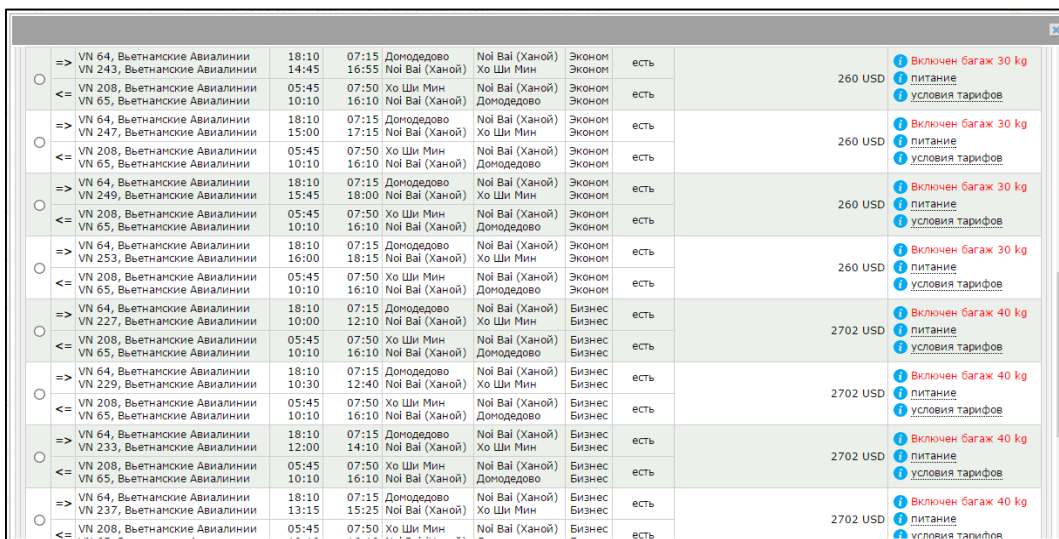 => VN 64, Вьетнамские Авиалинии 18:10 07:15 Домодедово Noi Bai (Ханой) Эконом есть 260 USD Включен багаж 30 kg
VN 243, Вьетнамские Авиалинии 14:45 16:55 Noi Bai (Ханой) Хо Ши Мин Эконом питание
<= VN 208, Вьетнамские Авиалинии 05:45 07:50 Хо Ши Мин Noi Bai (Ханой) Эконом есть условия тарифов
VN 65, Вьетнамские Авиалинии 10:10 16:10 Noi Bai (Ханой) Домодедово Эконом
=> VN 64, Вьетнамские Авиалинии 18:10 07:15 Домодедово Noi Bai (Ханой) Эконом есть 260 USD Включен багаж 30 kg
VN 247, Вьетнамские Авиалинии 15:00 17:15 Noi Bai (Ханой) Хо Ши Мин Эконом питание
<= VN 208, Вьетнамские Авиалинии 05:45 07:50 Хо Ши Мин Noi Bai (Ханой) Эконом есть условия тарифов
VN 65, Вьетнамские Авиалинии 10:10 16:10 Noi Bai (Ханой) Домодедово Эконом
=> VN 64, Вьетнамские Авиалинии 18:10 07:15 Домодедово Noi Bai (Ханой) Эконом есть 260 USD Включен багаж 30 kg
VN 249, Вьетнамские Авиалинии 15:45 18:00 Noi Bai (Ханой) Хо Ши Мин Эконом питание
<= VN 208, Вьетнамские Авиалинии 05:45 07:50 Хо Ши Мин Noi Bai (Ханой) Эконом есть условия тарифов
VN 65, Вьетнамские Авиалинии 10:10 16:10 Noi Bai (Ханой) Домодедово Эконом
=> VN 64, Вьетнамские Авиалинии 18:10 07:15 Домодедово Noi Bai (Ханой) Эконом есть 260 USD Включен багаж 30 kg
VN 253, Вьетнамские Авиалинии 16:00 18:15 Noi Bai (Ханой) Хо Ши Мин Эконом питание
<= VN 208, Вьетнамские Авиалинии 05:45 07:50 Хо Ши Мин Noi Bai (Ханой) Эконом есть условия тарифов
VN 65, Вьетнамские Авиалинии 10:10 16:10 Noi Bai (Ханой) Домодедово Эконом
=> VN 64, Вьетнамские Авиалинии 18:10 07:15 Домодедово Noi Bai (Ханой) Бизнес есть 2702 USD Включен багаж 40 kg
VN 227, Вьетнамские Авиалинии 10:00 12:10 Noi Bai (Ханой) Хо Ши Мин Бизнес питание
<= VN 208, Вьетнамские Авиалинии 05:45 07:50 Хо Ши Мин Noi Bai (Ханой) Бизнес есть условия тарифов
VN 65, Вьетнамские Авиалинии 10:10 16:10 Noi Bai (Ханой) Домодедово Бизнес
=> VN 64, Вьетнамские Авиалинии 18:10 07:15 Домодедово Noi Bai (Ханой) Бизнес есть 2702 USD Включен багаж 40 kg
VN 229, Вьетнамские Авиалинии 10:30 12:40 Noi Bai (Ханой) Хо Ши Мин Бизнес питание
<= VN 208, Вьетнамские Авиалинии 05:45 07:50 Хо Ши Мин Noi Bai (Ханой) Бизнес есть условия тарифов
VN 65, Вьетнамские Авиалинии 10:10 16:10 Noi Bai (Ханой) Домодедово Бизнес
=> VN 64, Вьетнамские Авиалинии 18:10 07:15 Домодедово Noi Bai (Ханой) Бизнес есть 2702 USD Включен багаж 40 kg
VN 233, Вьетнамские Авиалинии 12:00 14:10 Noi Bai (Ханой) Хо Ши Мин Бизнес питание
<= VN 208, Вьетнамские Авиалинии 05:45 07:50 Хо Ши Мин Noi Bai (Ханой) Бизнес есть условия тарифов
VN 65, Вьетнамские Авиалинии 10:10 16:10 Noi Bai (Ханой) Домодедово Бизнес
=> VN 64, Вьетнамские Авиалинии 18:10 07:15 Домодедово Noi Bai (Ханой) Бизнес есть 2702 USD Включен багаж 40 kg
VN 237, Вьетнамские Авиалинии 13:15 15:25 Noi Bai (Ханой) Хо Ши Мин Бизнес питание
<= VN 208, Вьетнамские Авиалинии 05:45 07:50 Хо Ши Мин Noi Bai (Ханой) Бизнес есть условия тарифов